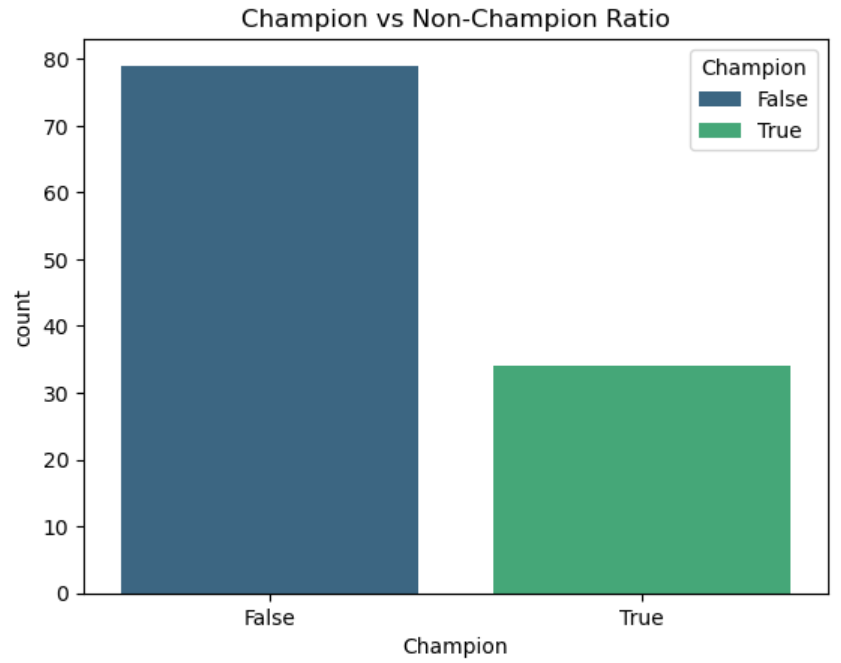 Champion vs Non-Champion Ratio
80
70
60
50
40
30
20
10
0
count
False
True
Champion
Champion
False
True